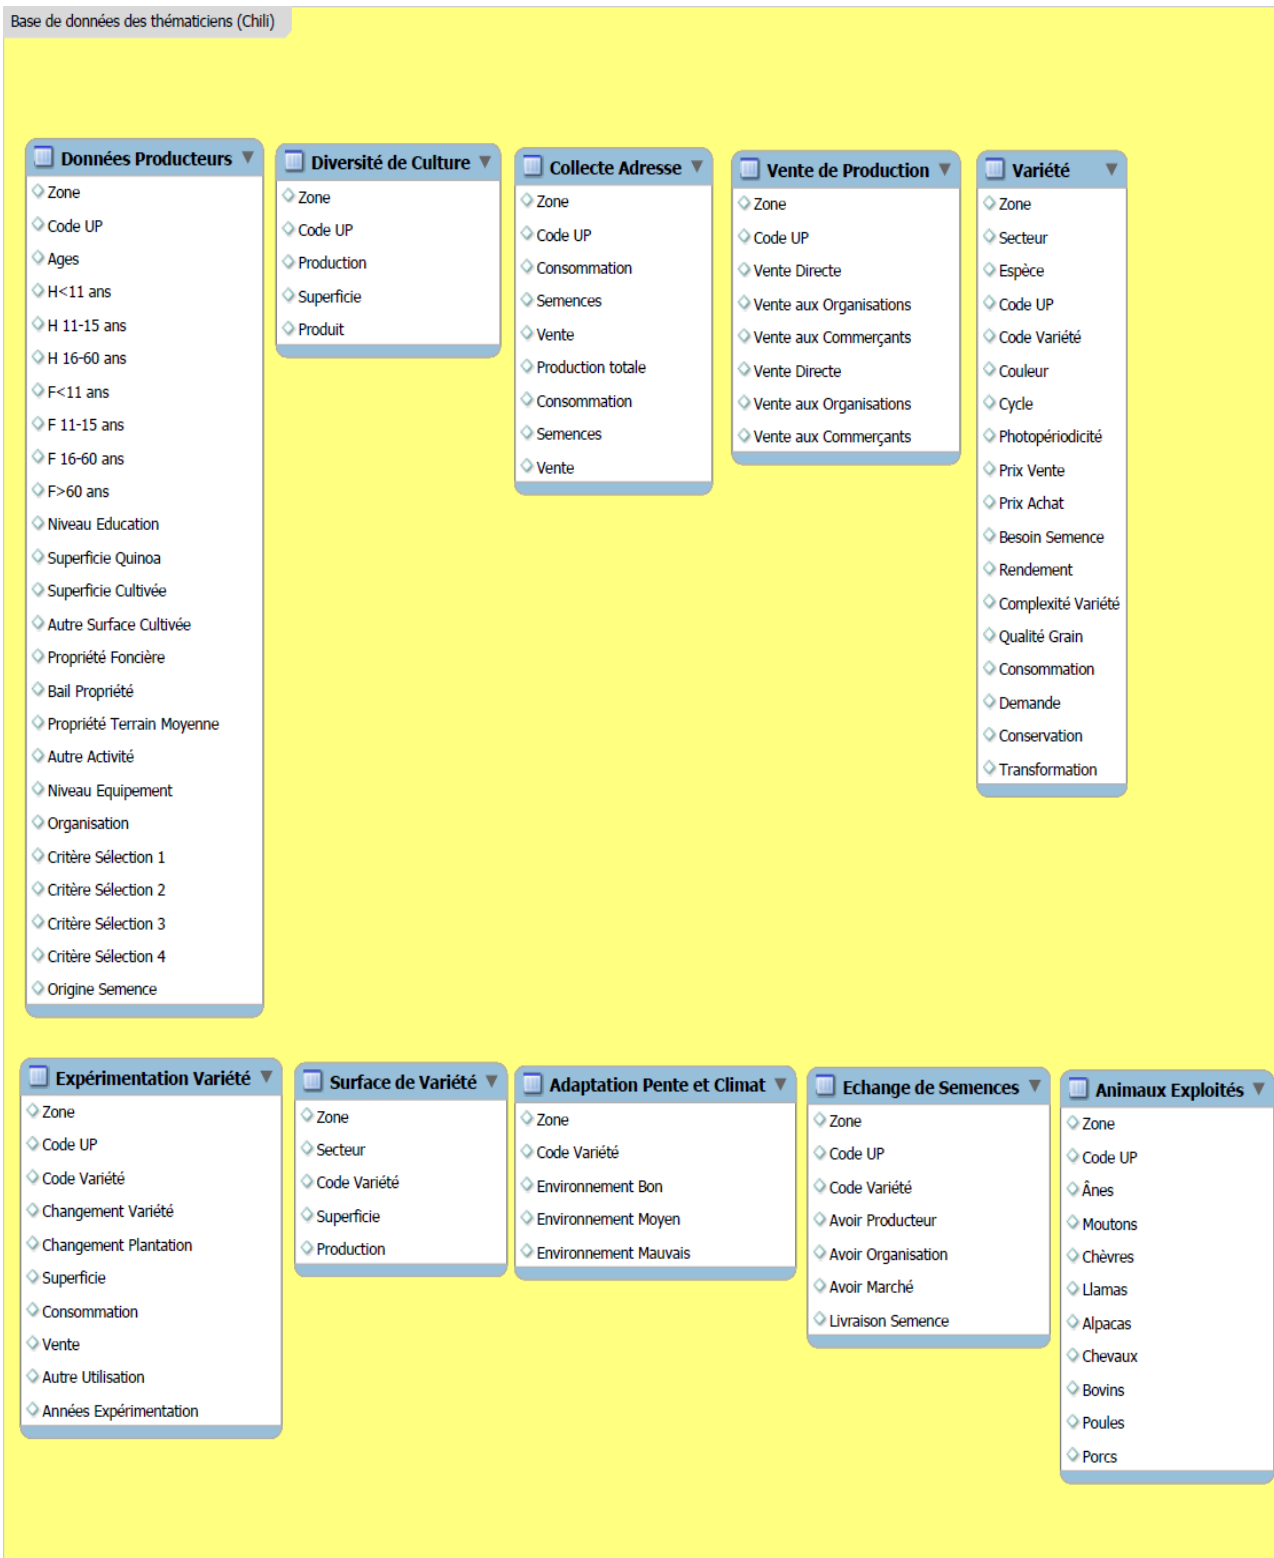 Base de données des thématiciens (Chili)
Données Producteurs
Zone
Code UP
Ages
H<11 ans
H 11-15 ans
H 16-60 ans
F<11 ans
F 11-15 ans
F 16-60 ans
F>60 ans
Niveau Education
Superficie Quinoa
Superficie Cultivée
Autre Surface Cultivée
Propriété Foncière
Bail Propriété
Propriété Terrain Moyenne
Autre Activité
Niveau Equipement
Organisation
Critère Sélection 1
Critère Sélection 2
Critère Sélection 3
Critère Sélection 4
Origine Semence
Diversité de Culture
Zone
Code UP
Production
Superficie
Produit
Collecte Adresse
Zone
Code UP
Consommation
Semences
Vente
Production totale
Consommation
Semences
Vente
Vente de Production
Zone
Code UP
Vente Directe
Vente aux Organisations
Vente aux Commerçants
Vente Directe
Vente aux Organisations
Vente aux Commerçants
Variété
Zone
Secteur
Espèce
Code UP
Code Variété
Couleur
Cycle
Photopériodicité
Prix Vente
Prix Achat
Besoin Semence
Rendement
Complexité Variété
Qualité Grain
Consommation
Demande
Conservation
Transformation
Expérimentation Variété
Zone
Code UP
Code Variété
Changement Variété
Changement Plantation
Superficie
Consommation
Vente
Autre Utilisation
Années Expérimentation
Surface de Variété
Zone
Secteur
Code Variété
Superficie
Production
Adaptation Pente et Climat
Zone
Code Variété
Environnement Bon
Environnement Moyen
Environnement Mauvais
Echange de Semences
Zone
Code UP
Code Variété
Avoir Producteur
Avoir Organisation
Avoir Marché
Livraison Semence
Animaux Exploités
Zone
Code UP
Ânes
Moutons
Chèvres
Llamas
Alpacas
Chevaux
Bovins
Poules
Porcs